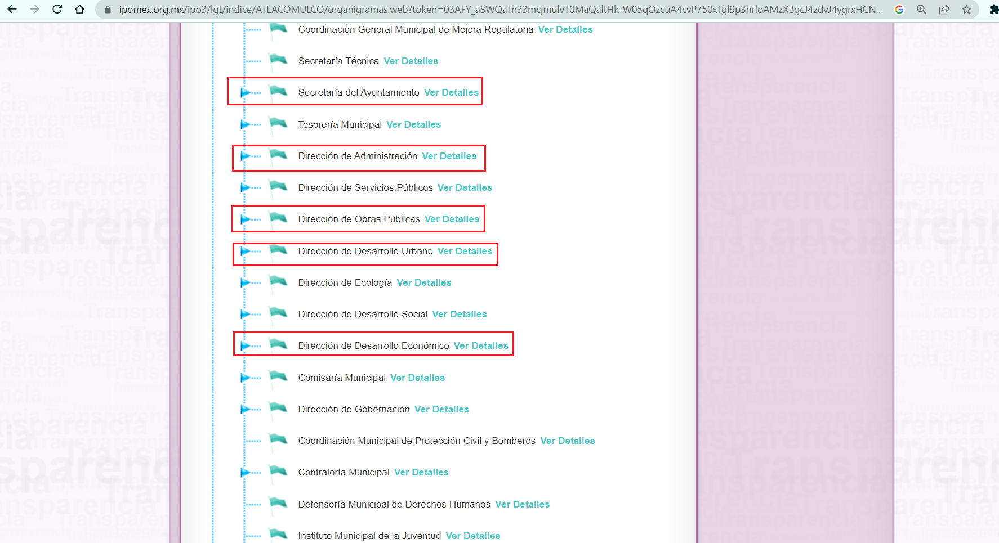 ipomex.org.mx/ipo3/lgt/indice/ATLACOMULCO/organigramas.web?token=03AFY_a8WQaTn33mcjmulvT0MaQaltHk-W05qOzcuA4cvP750xTgl9p3hrloAMzX2gcJ4zdvJ4ygrxHCN...
Coordinación General Municipal de Mejora Regulatoria Ver Detalles
Secretaría Técnica Ver Detalles
Secretaría del Ayuntamiento Ver Detalles
Tesorería Municipal Ver Detalles
Dirección de Administración Ver Detalles
Dirección de Servicios Públicos Ver Detalles
Dirección de Obras Públicas Ver Detalles
Dirección de Desarrollo Urbano Ver Detalles
Dirección de Ecología Ver Detalles
Dirección de Desarrollo Social Ver Detalles
Dirección de Desarrollo Económico Ver Detalles
Comisaría Municipal Ver Detalles
Dirección de Gobernación Ver Detalles
Coordinación Municipal de Protección Civil y Bomberos Ver Detalles
Contraloría Municipal Ver Detalles
Defensoría Municipal de Derechos Humanos Ver Detalles
Instituto Municipal de la Juventud Ver Detalles